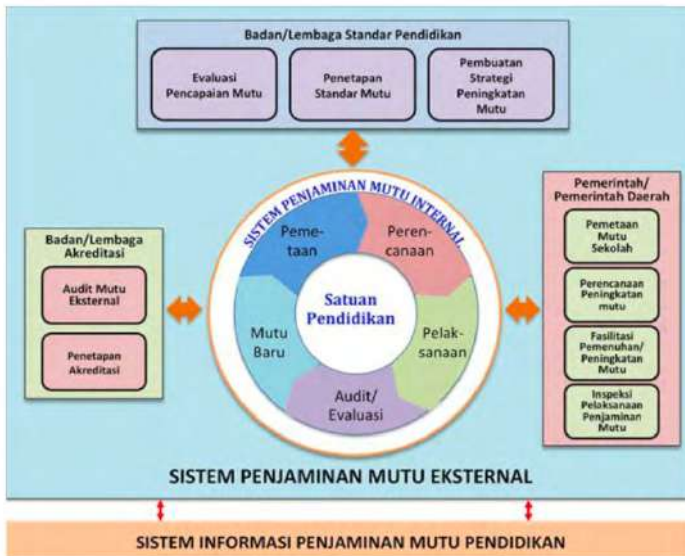 Badan/Lembaga Standar Pendidikan
Evaluasi
Pencapaian Mutu
Penetapan
Standar Mutu
Pembuatan
Strategi
Peningkatan
Mutu
SISTEM PENJAMINAN MUTU INTERNAL
Peme-
taan
Peren-
canaan
Pelak-
sanaan
Audit/
Evaluasi
Mutu
Baru
Satuan
Pendidikan
Badan/Lembaga
Akreditasi
Audit Mutu
Eksternal
Penetapan
Akreditasi
Pemerintah/
Pemerintah Daerah
Pemetaan
Mutu
Sekolah
Perencanaan
Peningkatan
mutu
Fasilitasi
Pemenuhan/
Peningkatan
Mutu
Inspeksi
Pelaksanaan
Penjaminan
Mutu
SISTEM PENJAMINAN MUTU EKSTERNAL
SISTEM INFORMASI PENJAMINAN MUTU PENDIDIKAN